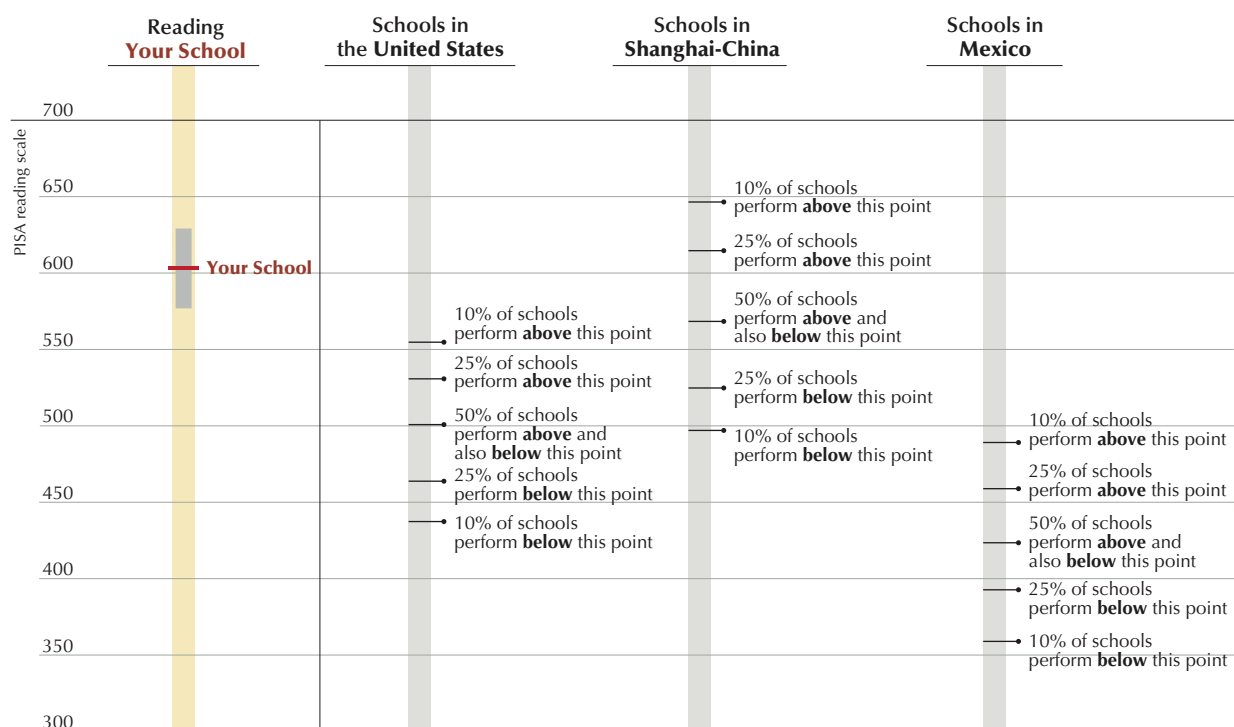 Reading
Your School
Schools in
the United States
Schools in
Shanghai-China
Schools in
Mexico
PISA reading scale
700
650
600
550
500
450
400
350
300
Your School
10% of schools
perform above this point
25% of schools
perform above this point
50% of schools
perform above and
also below this point
25% of schools
perform below this point
10% of schools
perform below this point
10% of schools
perform above this point
25% of schools
perform above this point
50% of schools
perform above and
also below this point
25% of schools
perform below this point
10% of schools
perform below this point
10% of schools
perform above this point
25% of schools
perform above this point
50% of schools
perform above and
also below this point
25% of schools
perform below this point
10% of schools
perform below this point